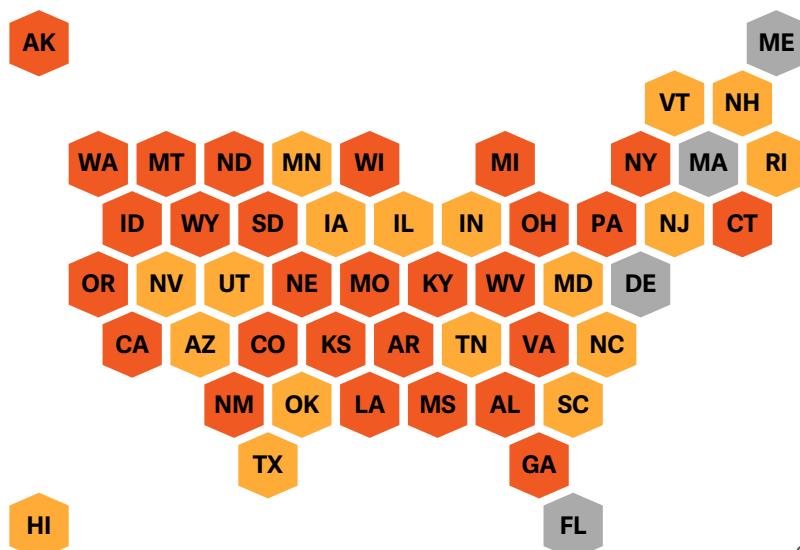 AK ME
VT NH
WA MT ND MN WI MI NY MA RI
ID WY SD IA IL IN OH PA NJ CT
OR NV UT NE MO KY WV MD DE
CA AZ CO KS AR TN VA NC
NM OK LA MS AL SC
TX GA
HI FL